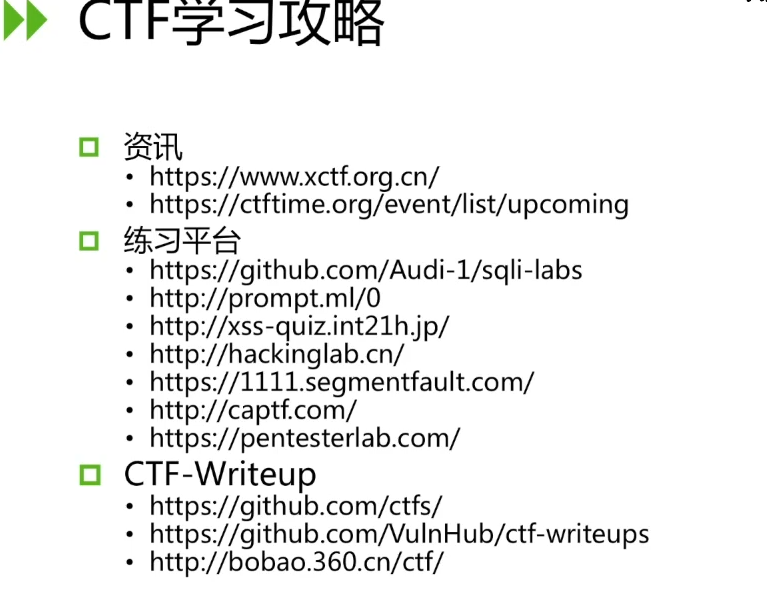 CTF学习攻略
资讯
• https://www.xctf.org.cn/
• https://ctftime.org/event/list/upcoming
练习平台
• https://github.com/Audi-1/sqli-labs
• http://prompt.ml/0
• http://xss-quiz.int21h.jp/
• http://hackinglab.cn/
• https://1111.segmentfault.com/
• http://captf.com/
• https://pentesterlab.com/
CTF-Writeup
• https://github.com/ctfs/
• https://github.com/VulnHub/ctf-writeups
• http://bobao.360.cn/ctf/